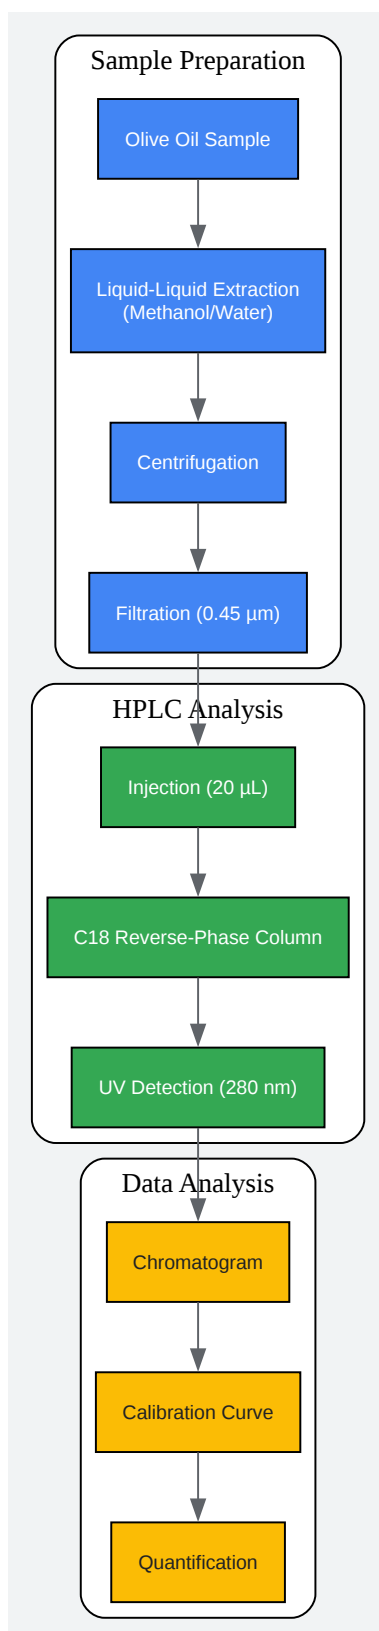 Sample Preparation
Olive Oil Sample
Liquid-Liquid Extraction
(Methanol/Water)
Centrifugation
Filtration (0.45 µm)
HPLC Analysis
Injection (20 µL)
C18 Reverse-Phase Column
UV Detection (280 nm)
Data Analysis
Chromatogram
Calibration Curve
Quantification